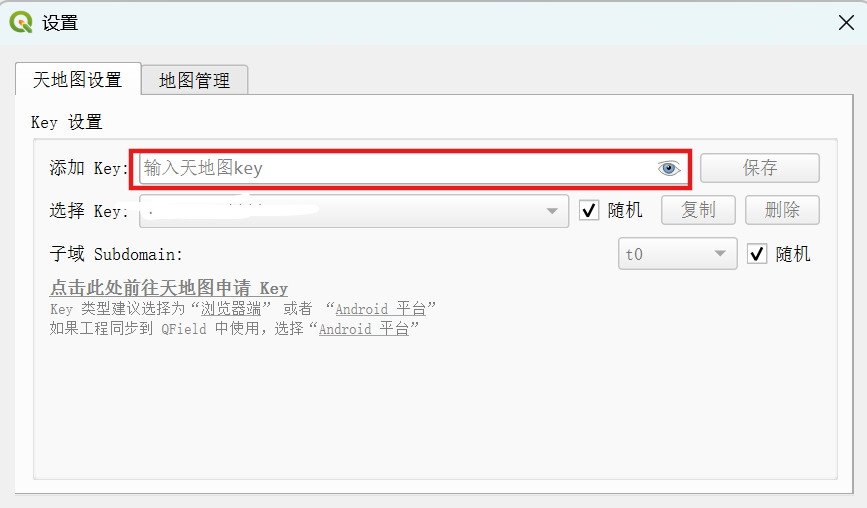 设置
天地图设置 地图管理
Key 设置
添加 Key: 输入天地图key 保存
选择 Key: 随机 复制 删除
子域 Subdomain: t0 随机
点击此处前往天地图申请 Key
Key 类型建议选择为“浏览器端” 或者 “Android 平台”
如果工程同步到 QField 中使用，选择“Android 平台”